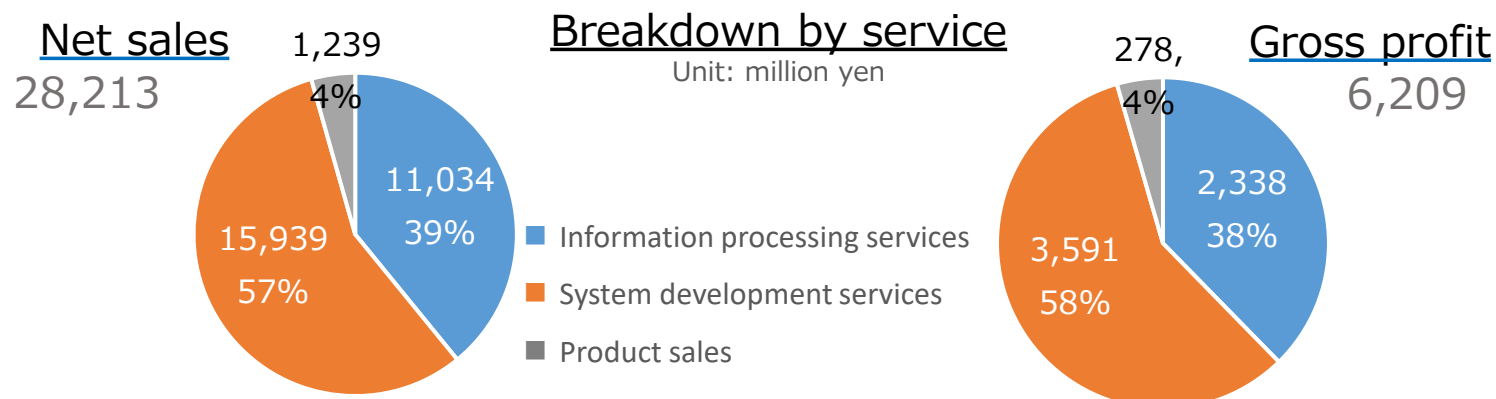 Net sales
28,213
1,239
4%
11,034
39%
15,939
57%
Breakdown by service
Unit: million yen
Information processing services
System development services
Product sales
Gross profit
6,209
278,
4%
2,338
38%
3,591
58%